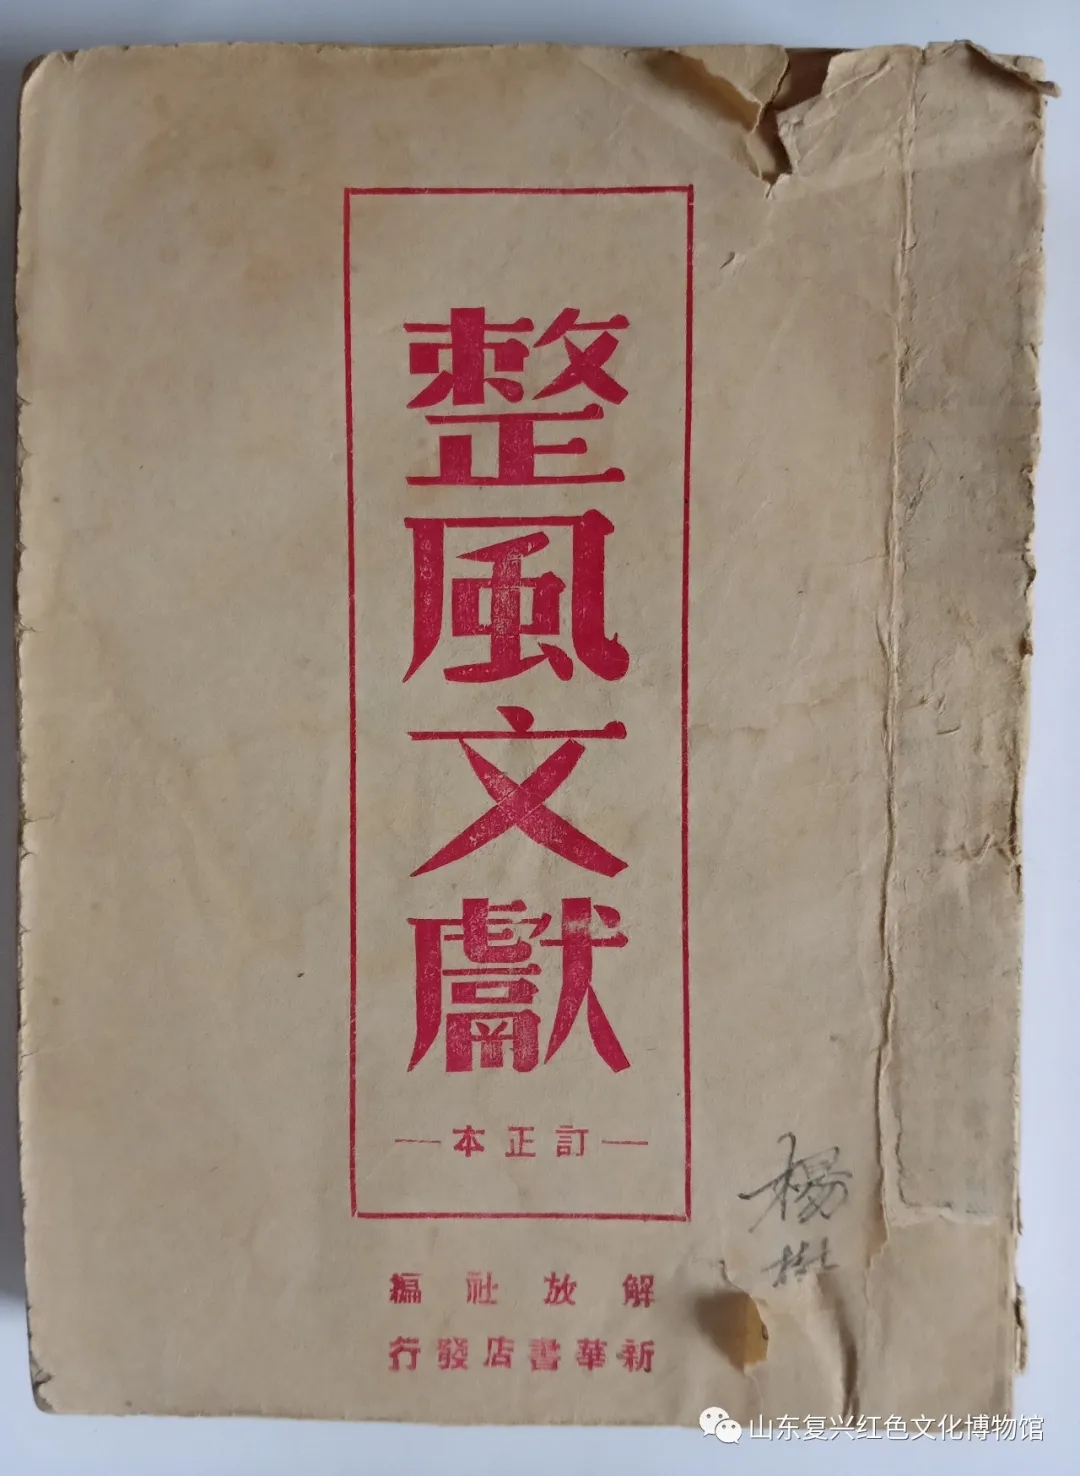 整風文獻
—訂正本—
解放社編
新華書店發行
楊
山东复兴红色文化博物馆